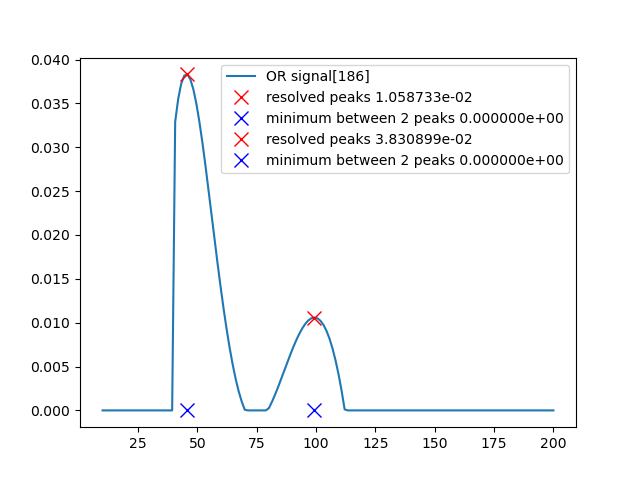 0.040
0.035
0.030
0.025
0.020
0.015
0.010
0.005
0.000
OR signal[186]
resolved peaks 1.058733e-02
minimum between 2 peaks 0.000000e+00
resolved peaks 3.830899e-02
minimum between 2 peaks 0.000000e+00
25 50 75 100 125 150 175 200